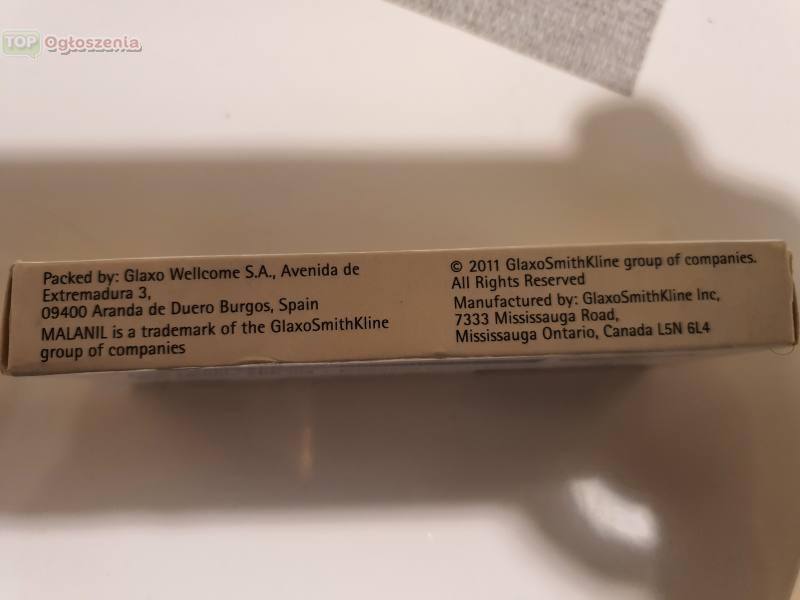 TOP Ogłoszenia
Packed by: Glaxo Wellcome S.A., Avenida de
Extremadura 3,
09400 Aranda de Duero Burgos, Spain
MALANIL is a trademark of the GlaxoSmithKline
group of companies
© 2011 GlaxoSmithKline group of companies.
All Rights Reserved
Manufactured by: GlaxoSmithKline Inc,
7333 Mississauga Road,
Mississauga Ontario, Canada L5N 6L4